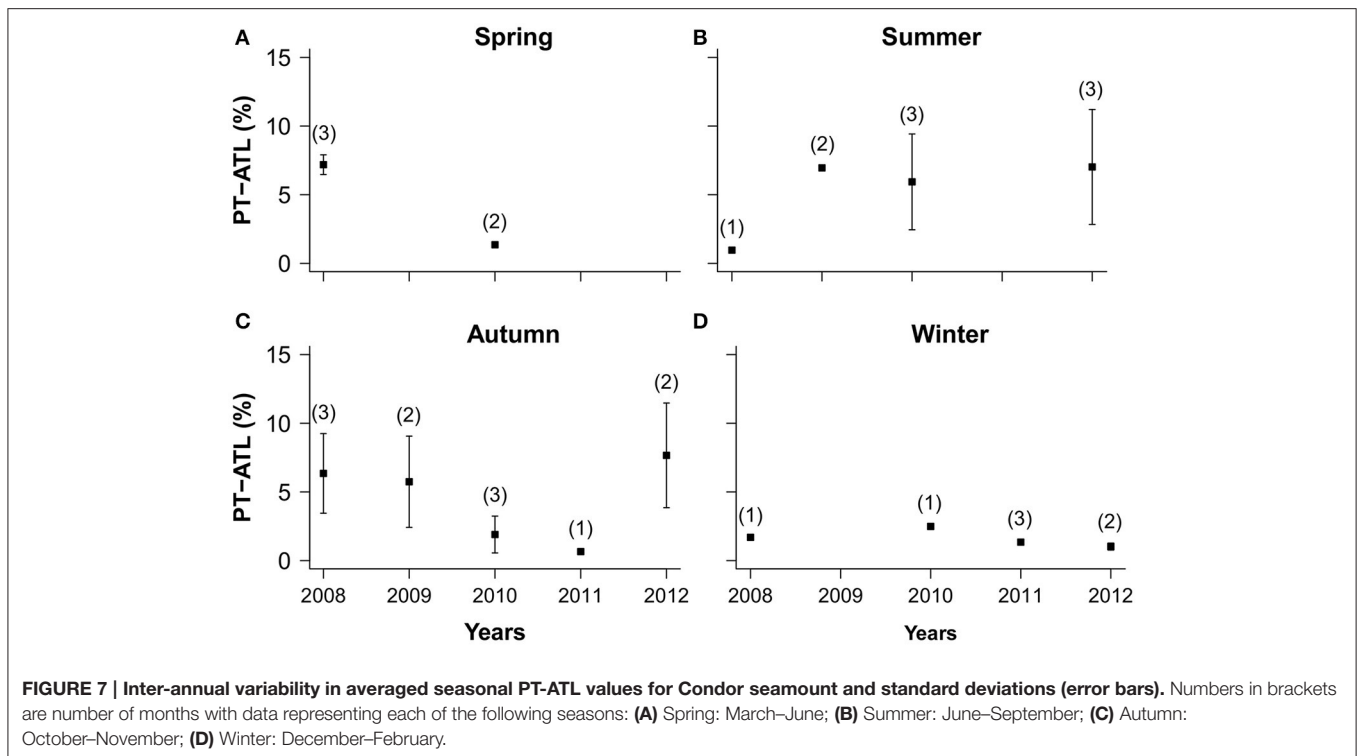 A
Spring
PT−ATL (%)
15
10
5
0
(3)
(2)
B
Summer
(1)
(2)
(3)
(3)
C
Autumn
PT−ATL (%)
15
10
5
0
(3)
(2)
(3)
(1)
(2)
2008 2009 2010 2011 2012
Years
D
Winter
(1)
(1)
(3)
(2)
2008 2009 2010 2011 2012
Years
FIGURE 7 | Inter-annual variability in averaged seasonal PT-ATL values for Condor seamount and standard deviations (error bars). Numbers in brackets
are number of months with data representing each of the following seasons: (A) Spring: March–June; (B) Summer: June–September; (C) Autumn:
October–November; (D) Winter: December–February.